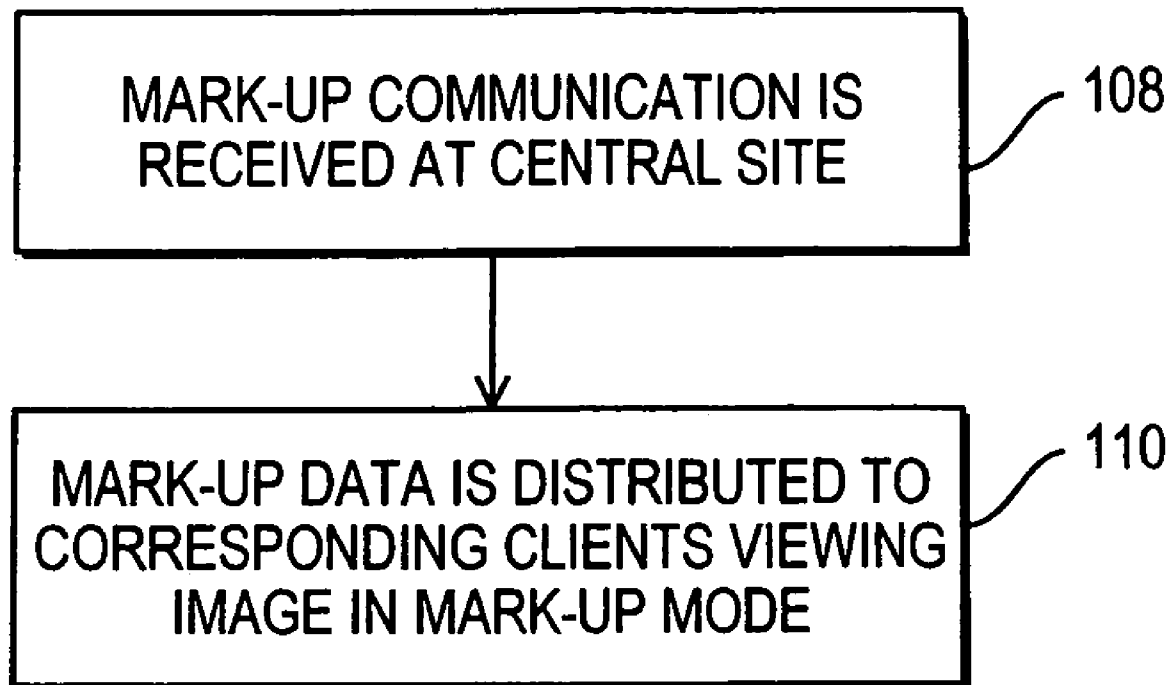 MARK-UP COMMUNICATION IS
RECEIVED AT CENTRAL SITE
108
MARK-UP DATA IS DISTRIBUTED TO
CORRESPONDING CLIENTS VIEWING
IMAGE IN MARK-UP MODE
110